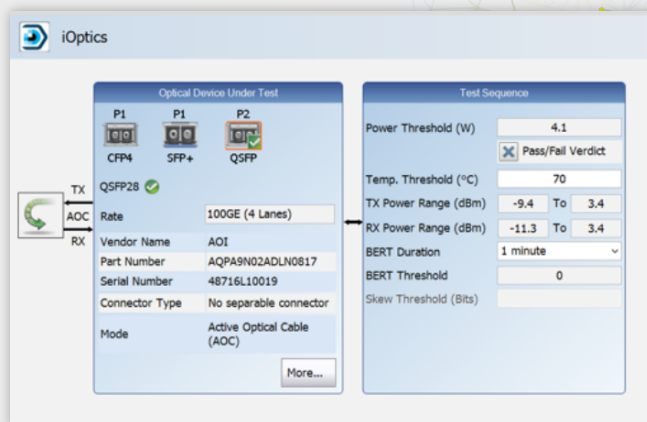 iOptics
Optical Device Under Test
P1 P1 P2
CFP4 SFP+ QSFP
QSFP28
TX
AOC
RX
Rate 100GE (4 Lanes)
Vendor Name AOI
Part Number AQPA9N02ADLN0817
Serial Number 48716L10019
Connector Type No separable connector
Mode Active Optical Cable
(AOC)
More...
Test Sequence
Power Threshold (W) 4.1
Pass/Fail Verdict
Temp. Threshold (°C) 70
TX Power Range (dBm) -9.4 To 3.4
RX Power Range (dBm) -11.3 To 3.4
BERT Duration 1 minute
BERT Threshold 0
Skew Threshold (Bits)